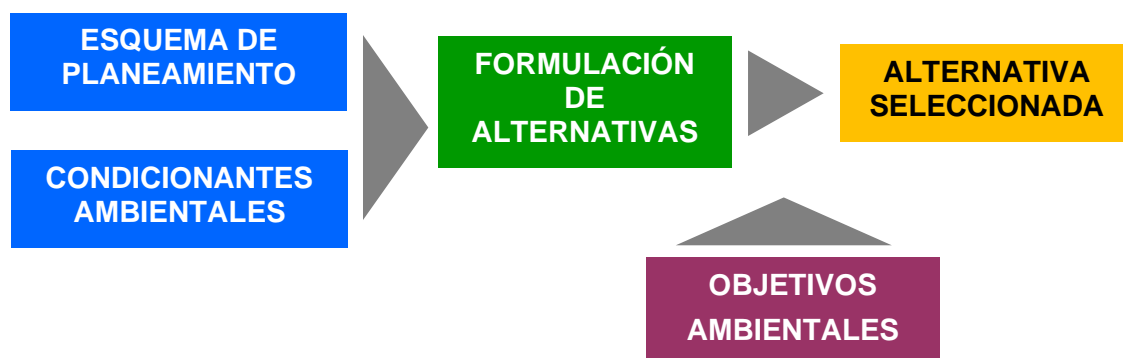 ESQUEMA DE
PLANEAMIENTO
CONDICIONANTES
AMBIENTALES
FORMULACIÓN
DE
ALTERNATIVAS
ALTERNATIVA
SELECCIONADA
OBJETIVOS
AMBIENTALES